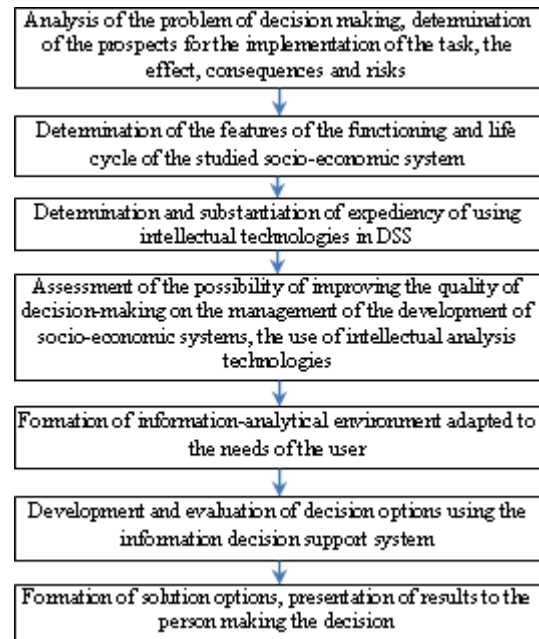 Analysis of the problem of decision making, determination
of the prospects for the implementation of the task, the
effect, consequences and risks
Determination of the features of the functioning and life
cycle of the studied socio-economic system
Determination and substantiation of expediency of using
intellectual technologies in DSS
Assessment of the possibility of improving the quality of
decision-making on the management of the development of
socio-economic systems, the use of intellectual analysis
technologies
Formation of information-analytical environment adapted to
the needs of the user
Development and evaluation of decision options using the
information decision support system
Formation of solution options, presentation of results to the
person making the decision